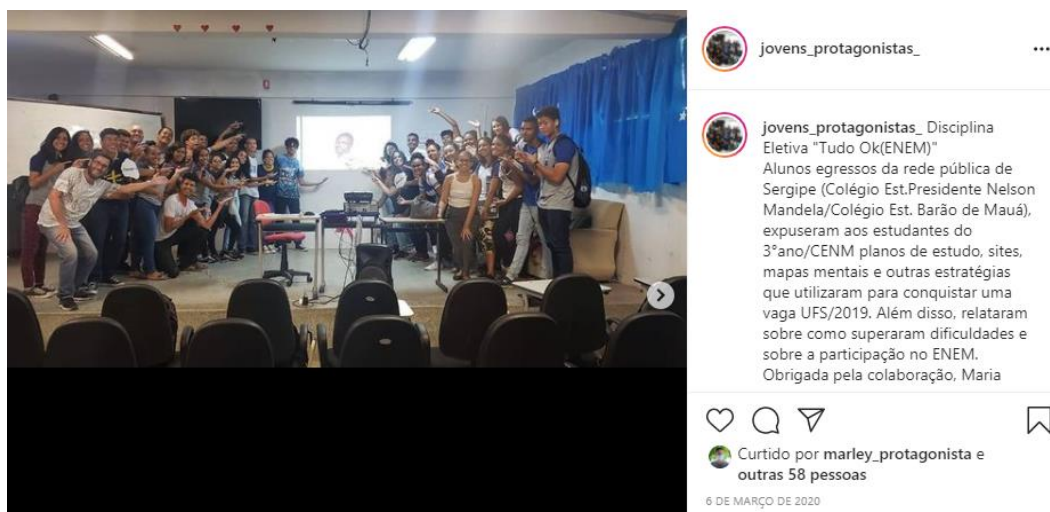 jovens_protagonistas_
jovens_protagonistas_ Disciplina
Eletiva "Tudo Ok(ENEM)"
Alunos egressos da rede pública de
Sergipe (Colégio Est.Presidente Nelson
Mandela/Colégio Est. Barão de Mauá),
expuseram aos estudantes do
3°ano/CENM planos de estudo, sites,
mapas mentais e outras estratégias
que utilizaram para conquistar uma
vaga UFS/2019. Além disso, relataram
sobre como superaram dificuldades e
sobre a participação no ENEM.
Obrigada pela colaboração, Maria
Curtido por marley_protagonista e
outras 58 pessoas
6 DE MARÇO DE 2020